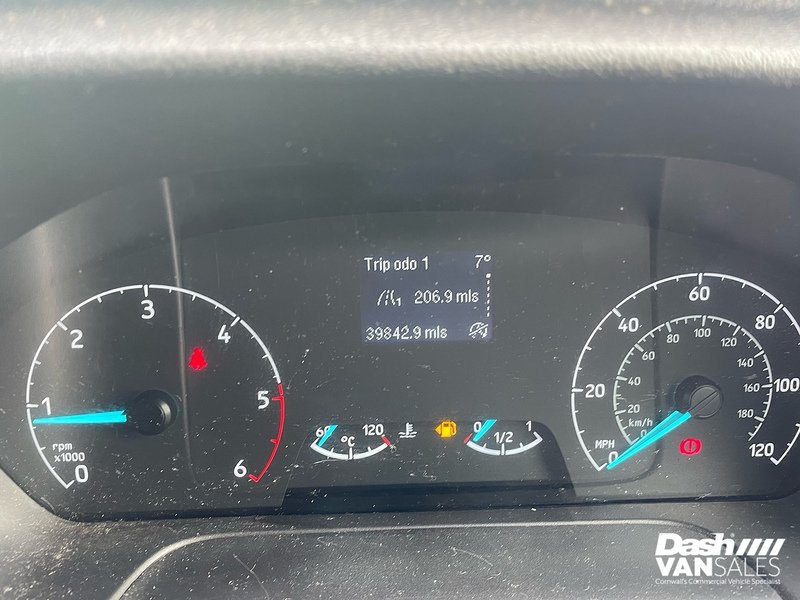 Trip odo 1 7°
1 206.9 mls
39842.9 mls
0 1 2 3 4 5 6
rpm
x1000
60 120
°C
0 1/2 1
0 20 40 60 80 100 120
MPH
0 20 40 60 80 100 120 140 160 180
km/h
Dash
VANSALES
Cornwall's Commercial Vehicle Specialist